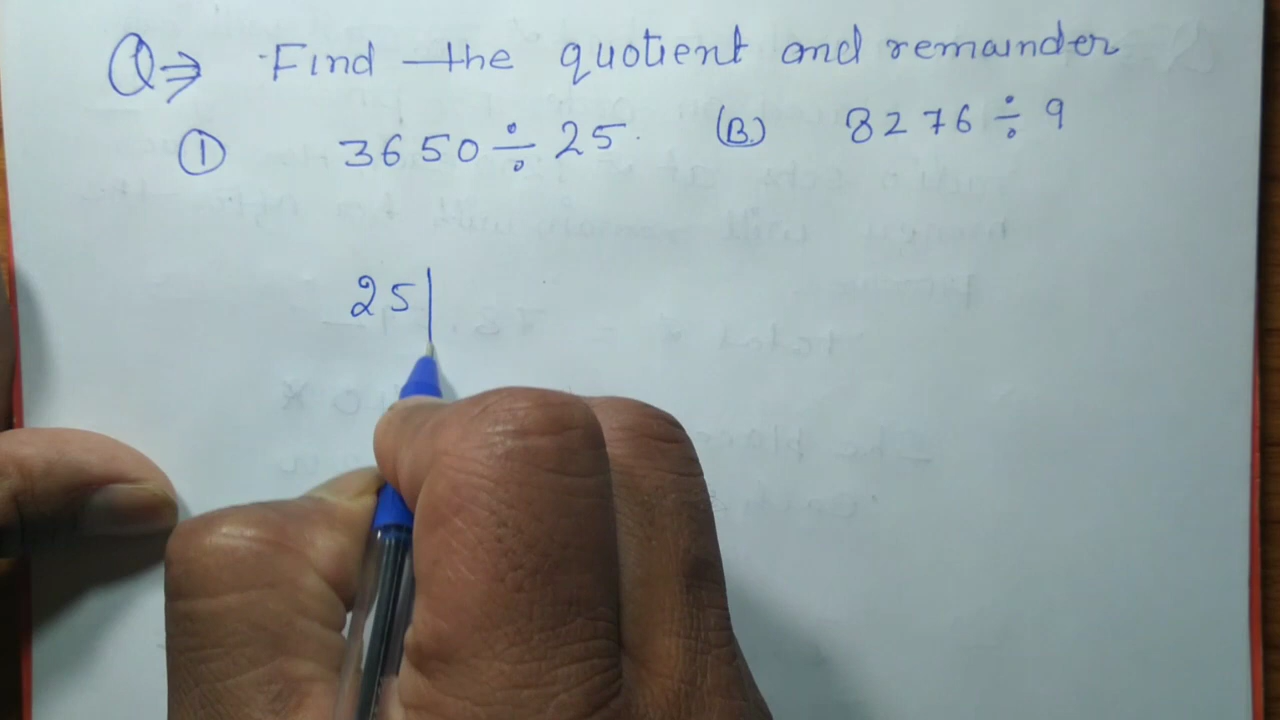 Q⇒ Find the quotient and remainder
① 3650 ÷ 25. (B.) 8276 ÷ 9
25|